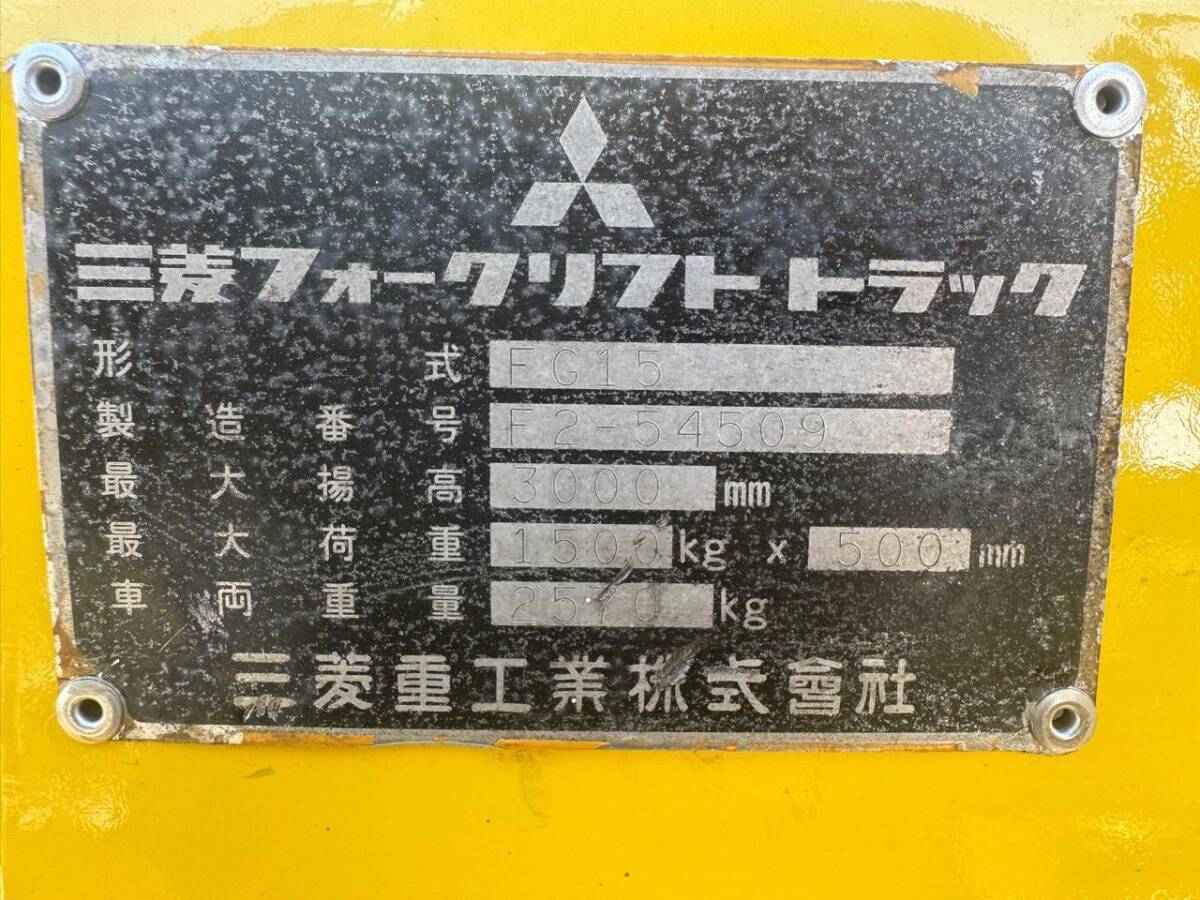 三菱フォークリフト トラック
形式 FG15
製造番号 F2-54509
最大揚高 3000 mm
最大荷重 1500 kg x 500 mm
車両重量 2570 kg
三菱重工業株式會社